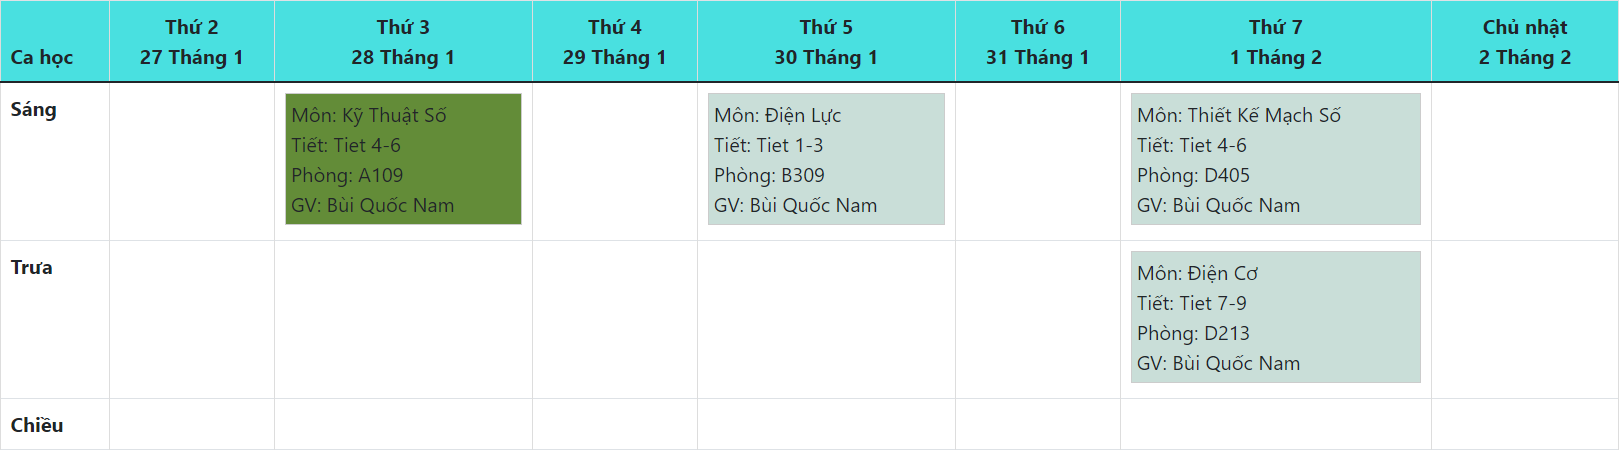 Ca học
Thứ 2
27 Tháng 1
Thứ 3
28 Tháng 1
Thứ 4
29 Tháng 1
Thứ 5
30 Tháng 1
Thứ 6
31 Tháng 1
Thứ 7
1 Tháng 2
Chủ nhật
2 Tháng 2
Sáng
Môn: Kỹ Thuật Số
Tiết: Tiet 4-6
Phòng: A109
GV: Bùi Quốc Nam
Môn: Điện Lực
Tiết: Tiet 1-3
Phòng: B309
GV: Bùi Quốc Nam
Môn: Thiết Kế Mạch Số
Tiết: Tiet 4-6
Phòng: D405
GV: Bùi Quốc Nam
Trưa
Môn: Điện Cơ
Tiết: Tiet 7-9
Phòng: D213
GV: Bùi Quốc Nam
Chiều